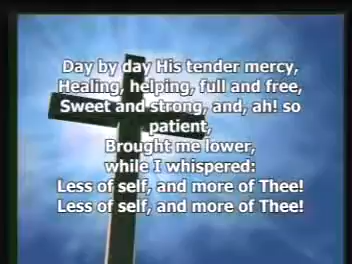 Day by day His tender mercy,
Healing, helping, full and free,
Sweet and strong, and, ah! so
patient,
Brought me lower,
while I whispered:
Less of self, and more of Thee!
Less of self, and more of Thee!